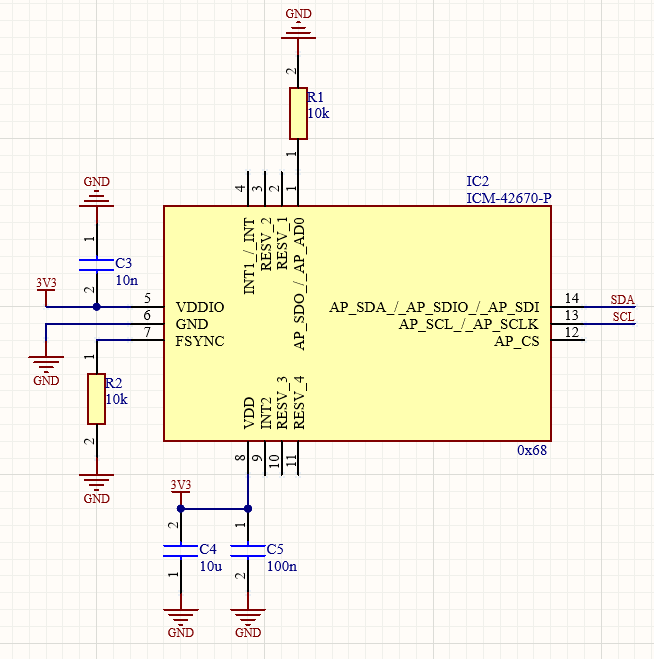 GND
2
R1
10k
1
IC2
ICM-42670-P
4
3
2
1
GND
1
C3
10n
2
3V3
INT1_/_INT
RESV_2
RESV_1
AP_SDO_/_AP_AD0
5
VDDIO
6
GND
7
FSYNC
AP_SDA_/_AP_SDIO_/_AP_SDI
14
SDA
AP_SCL_/_AP_SCLK
13
SCL
AP_CS
12
GND
1
R2
10k
2
GND
VDD
INT2
RESV_3
RESV_4
8
9
10
11
0x68
3V3
2
C4
10u
1
GND
1
C5
100n
2
GND